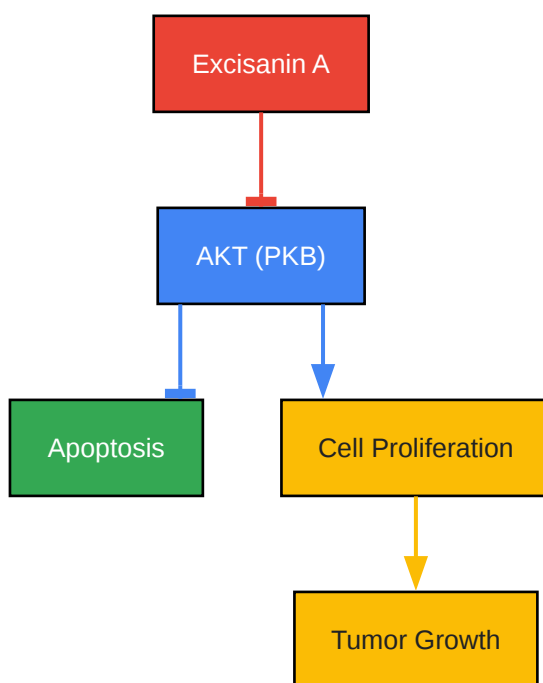 Excisanin A
AKT (PKB)
Apoptosis
Cell Proliferation
Tumor Growth